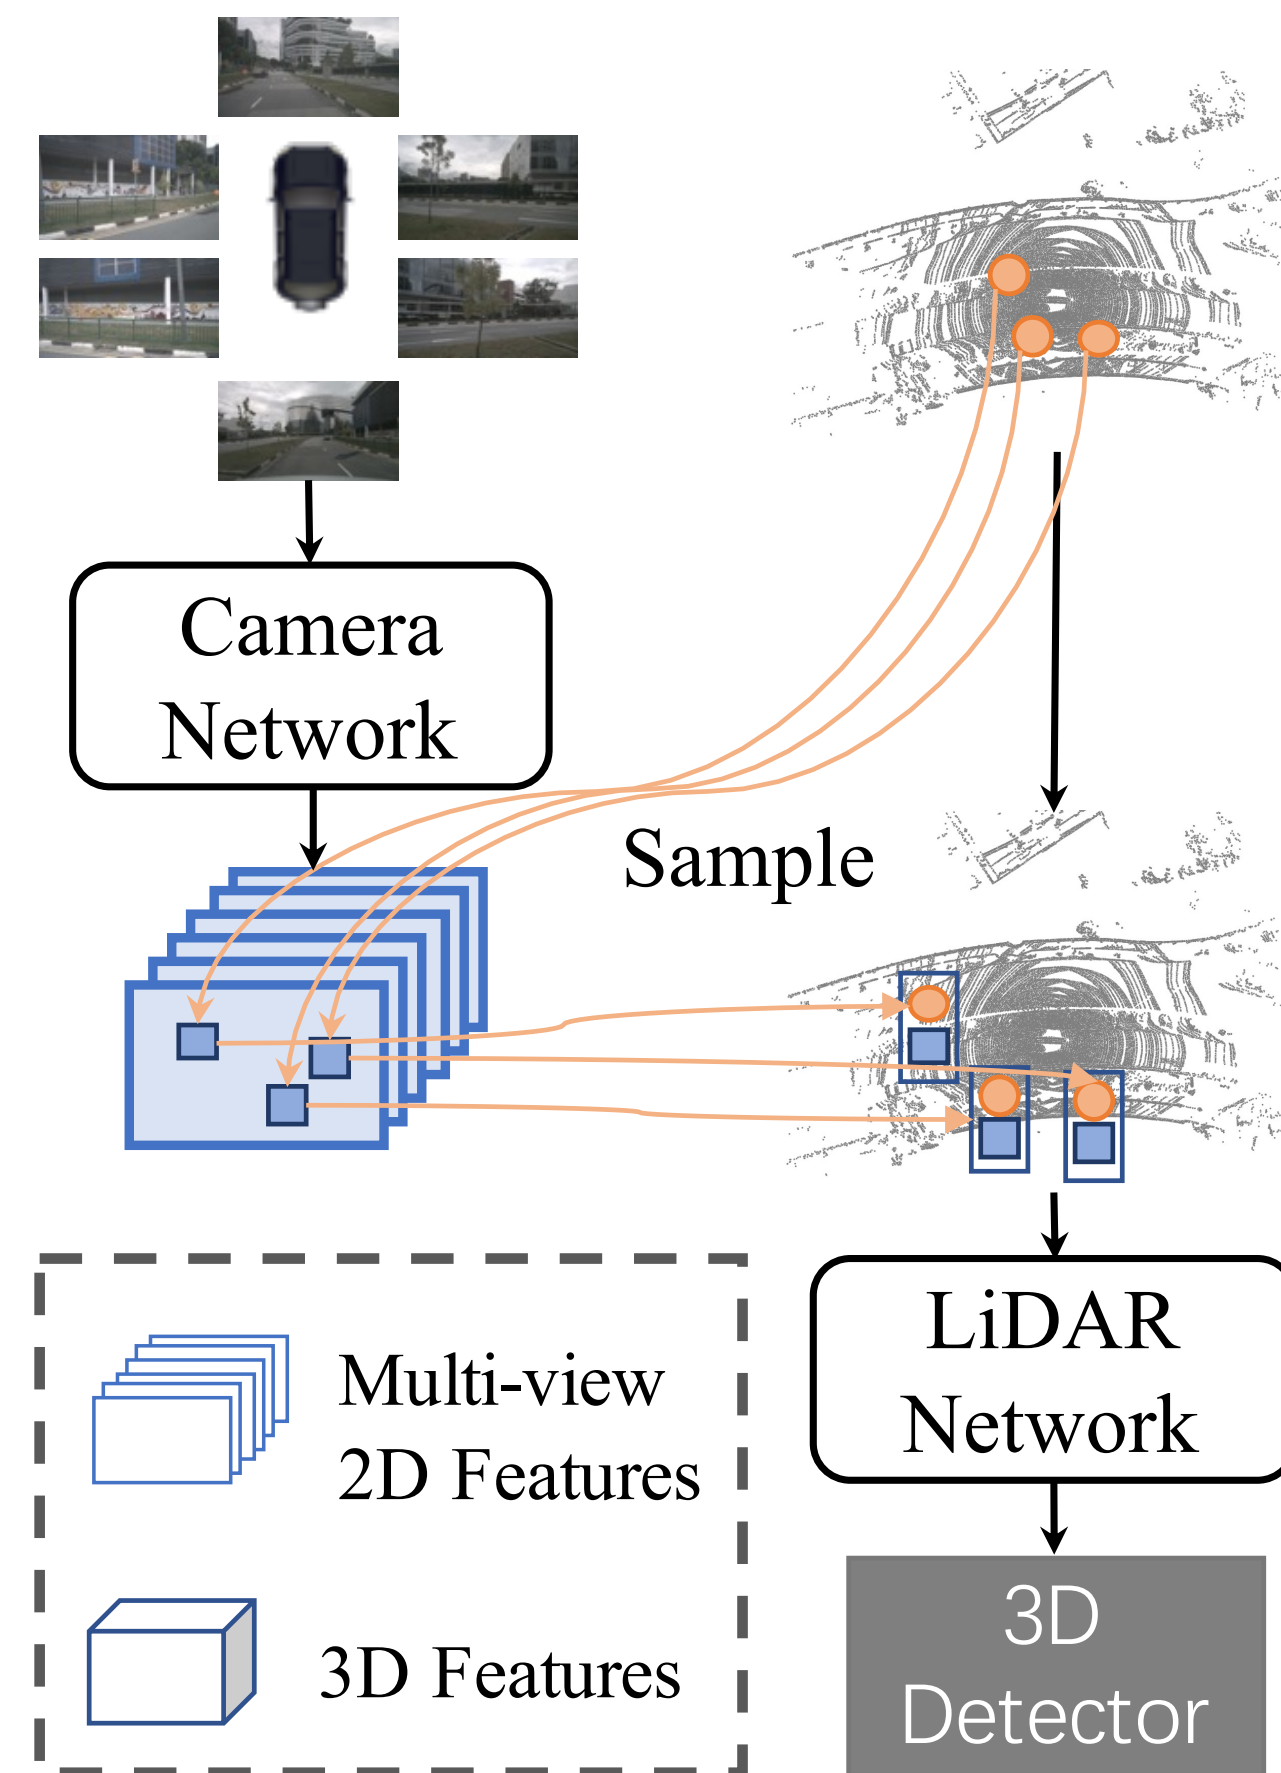 Camera
Network
Sample
LiDAR
Network
Multi-view
2D Features
3D Features
3D
Detector